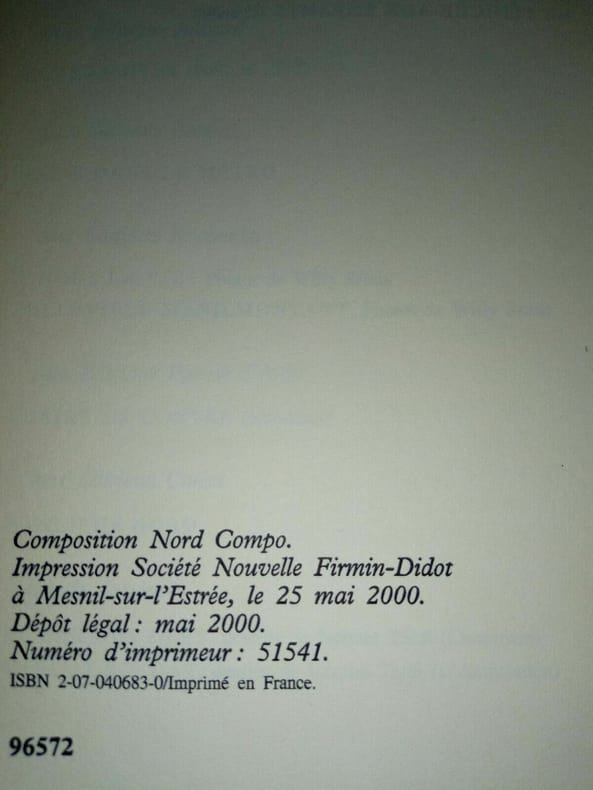 Composition Nord Compo.
Impression Société Nouvelle Firmin-Didot
à Mesnil-sur-l'Estrée, le 25 mai 2000.
Dépôt légal : mai 2000.
Numéro d'imprimeur : 51541.
ISBN 2-07-040683-0/Imprimé en France.
96572